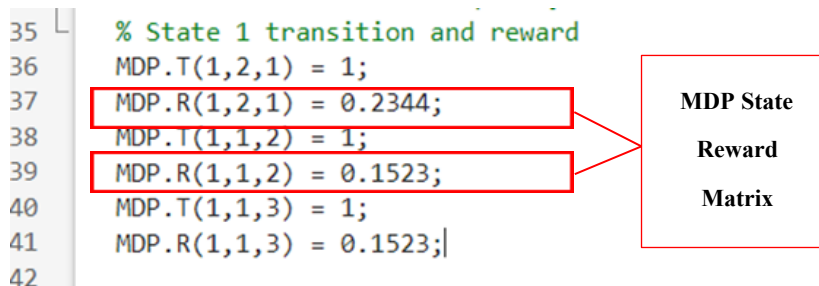 35 % State 1 transition and reward
36 MDP.T(1,2,1) = 1;
37 MDP.R(1,2,1) = 0.2344;
38 MDP.T(1,1,2) = 1;
39 MDP.R(1,1,2) = 0.1523;
40 MDP.T(1,1,3) = 1;
41 MDP.R(1,1,3) = 0.1523;
42
MDP State
Reward
Matrix